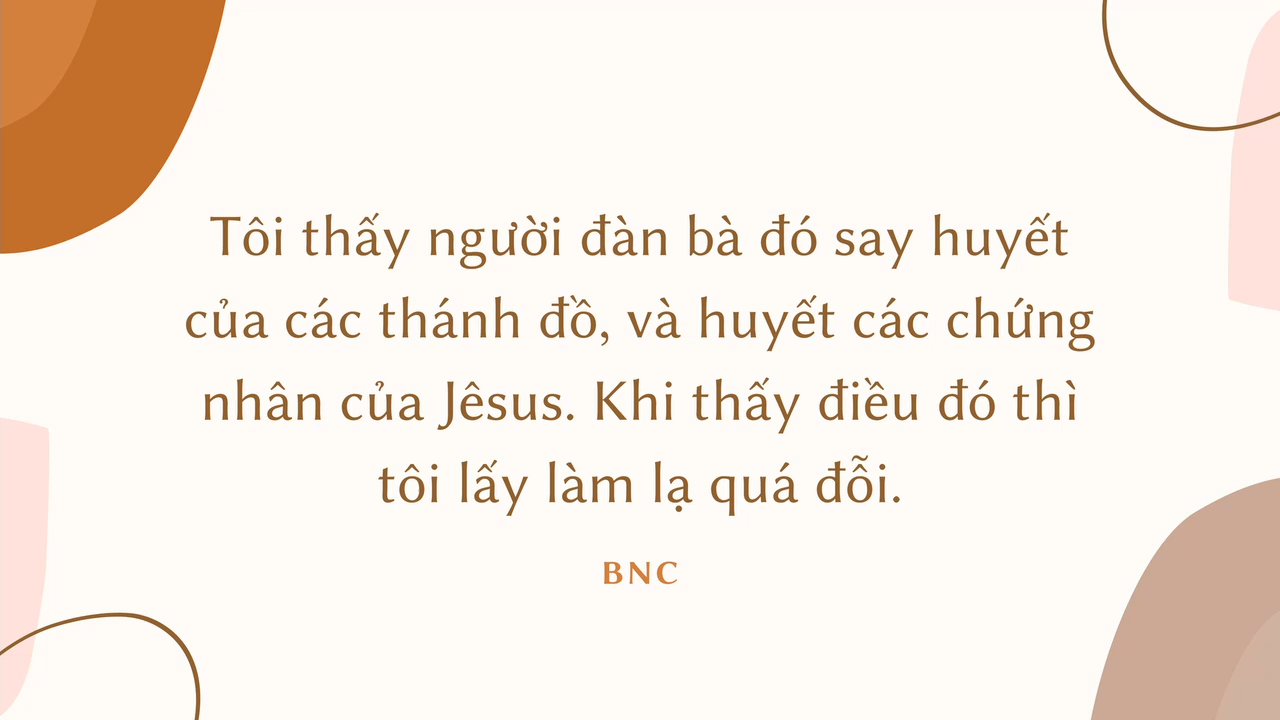 Tôi thấy người đàn bà đó say huyết
của các thánh đồ, và huyết các chứng
nhân của Jêsus. Khi thấy điều đó thì
tôi lấy làm lạ quá đỗi.
BNC